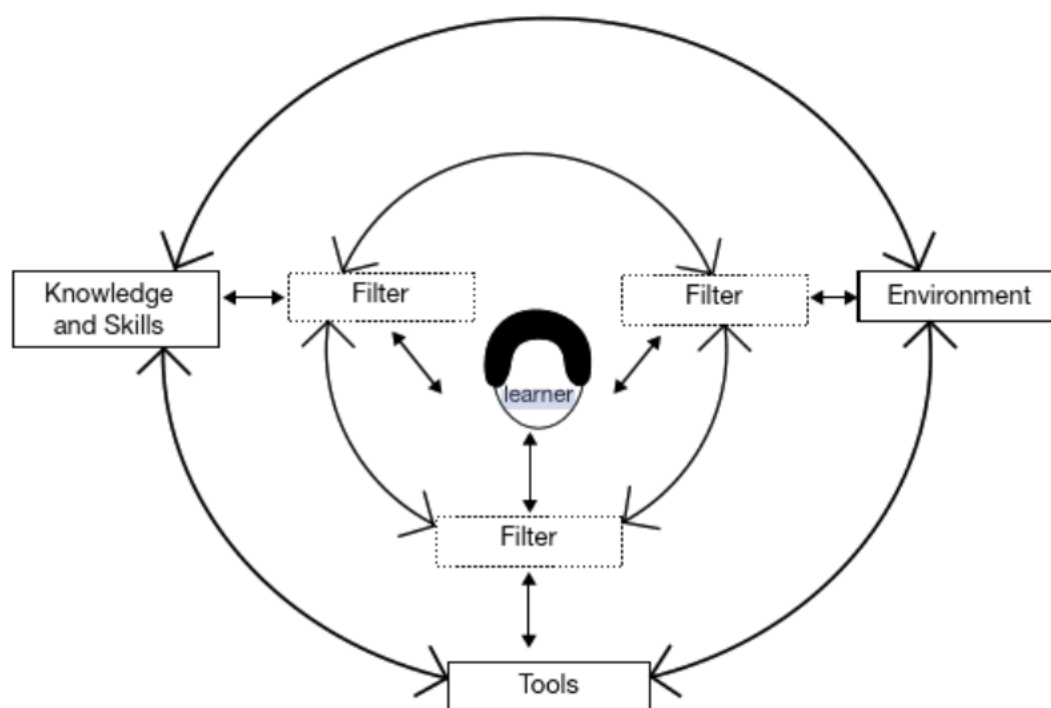 Knowledge
and Skills
Filter
Filter
Environment
learner
Filter
Tools